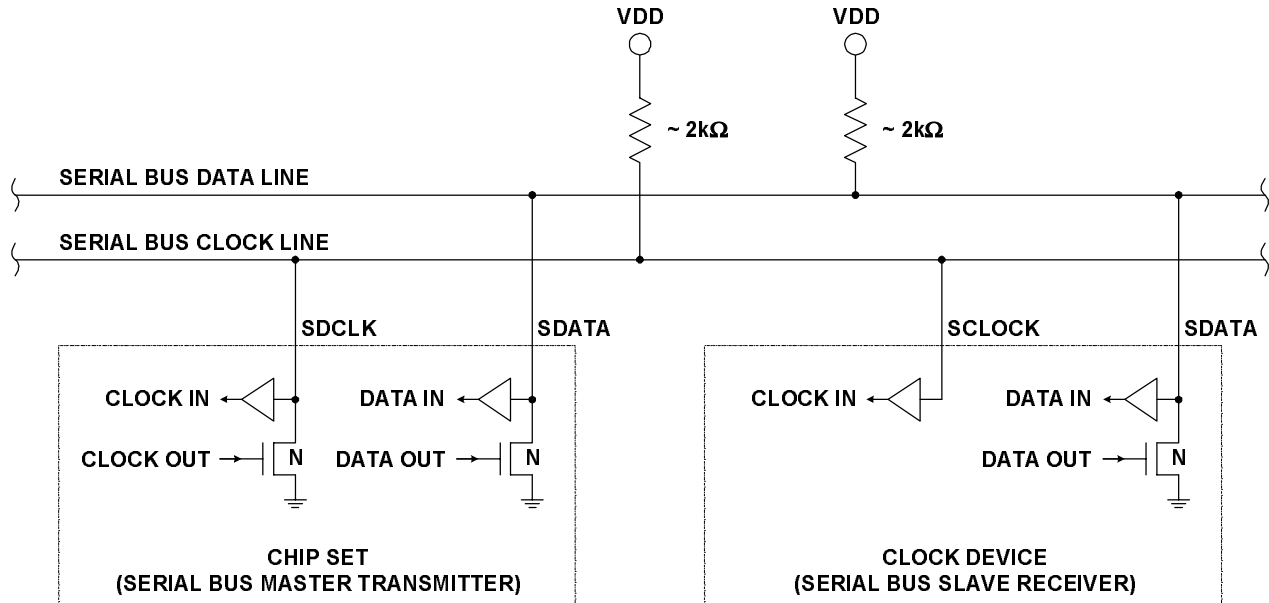 VDD
VDD
~ 2kΩ
~ 2kΩ
SERIAL BUS DATA LINE
SERIAL BUS CLOCK LINE
SDCLK
SDATA
SCLOCK
SDATA
CLOCK IN
DATA IN
CLOCK IN
DATA IN
CLOCK OUT
N
DATA OUT
N
DATA OUT
N
CHIP SET
(SERIAL BUS MASTER TRANSMITTER)
CLOCK DEVICE
(SERIAL BUS SLAVE RECEIVER)